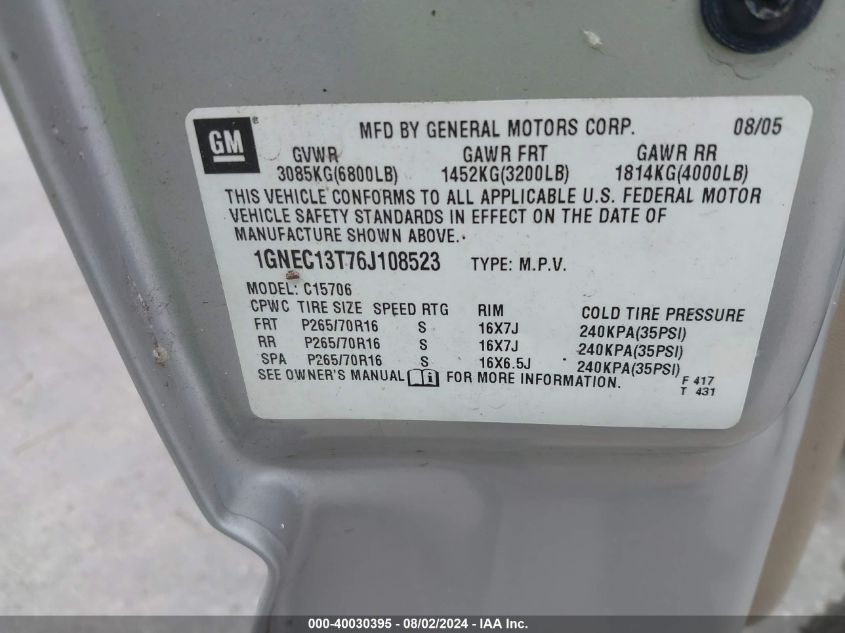 GM ® MFD BY GENERAL MOTORS CORP. 08/05
GVWR GAWR FRT GAWR RR
3085KG(6800LB) 1452KG(3200LB) 1814KG(4000LB)
THIS VEHICLE CONFORMS TO ALL APPLICABLE U.S. FEDERAL MOTOR
VEHICLE SAFETY STANDARDS IN EFFECT ON THE DATE OF
MANUFACTURE SHOWN ABOVE.
1GNEC13T76J108523 TYPE: M.P.V.
MODEL: C15706
CPWC TIRE SIZE SPEED RTG RIM COLD TIRE PRESSURE
FRT P265/70R16 S 16X7J 240KPA(35PSI)
RR P265/70R16 S 16X7J 240KPA(35PSI)
SPA P265/70R16 S 16X6.5J 240KPA(35PSI)
SEE OWNER'S MANUAL FOR MORE INFORMATION. F 417
T 431
000-40030395 - 08/02/2024 - IAA Inc.